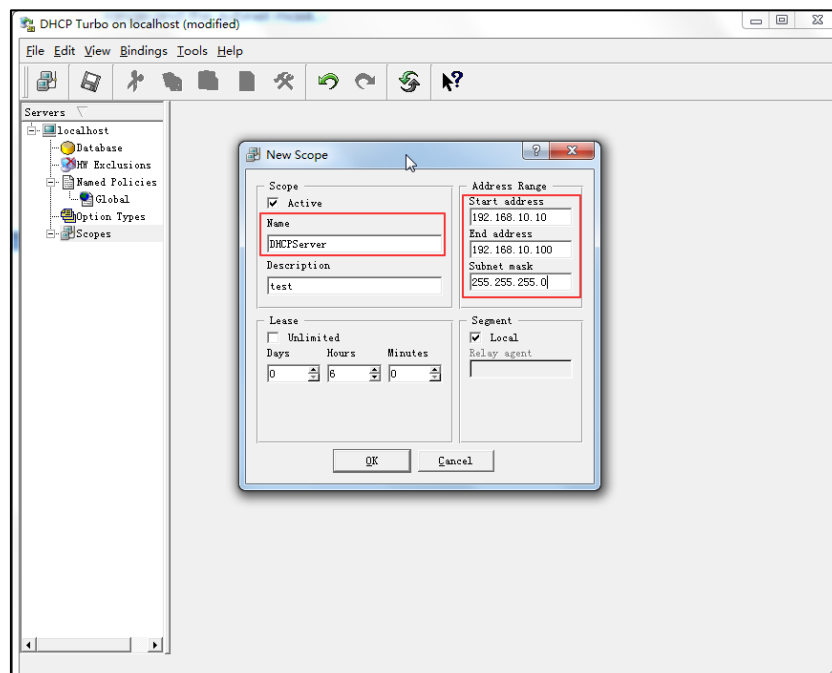 DHCP Turbo on localhost (modified)
File Edit View Bindings Tools Help
Servers
localhost
Database
HW Exclusions
Named Policies
Global
Option Types
Scopes
New Scope
Scope
Active
Name
DHCPServer
Description
test
Address Range
Start address
192.168.10.10
End address
192.168.10.100
Subnet mask
255.255.255.0
Lease
Unlimited
Days Hours Minutes
0 6 0
Segment
Local
Relay agent
OK Cancel